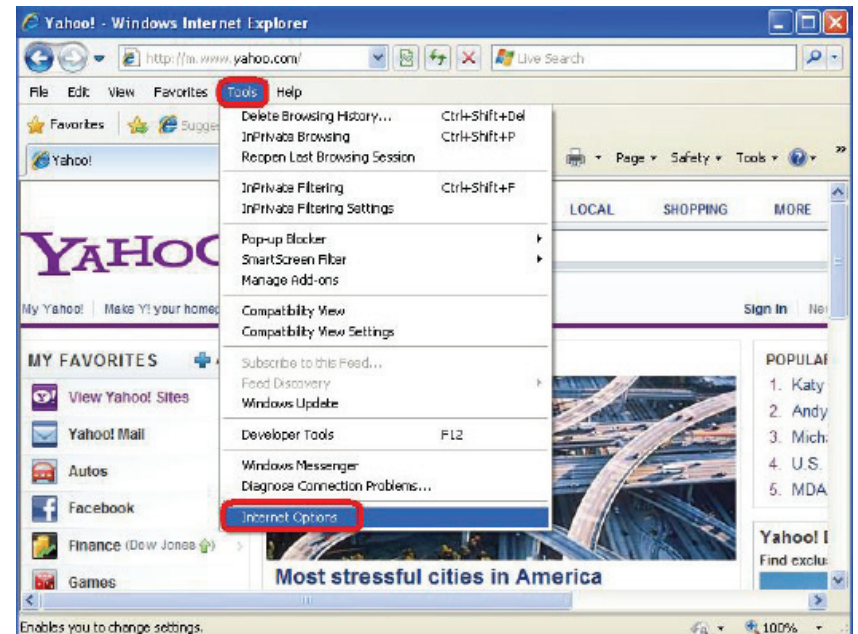 Yahoo! - Windows Internet Explorer
http://m.www.yahoo.com/ Live Search
File Edit View Favorites Tools Help
Favorites Sugges
Yahoo! Page Safety Tools »
Delete Browsing History... Ctrl+Shift+Del
InPrivate Browsing Ctrl+Shift+P
Reopen Last Browsing Session
InPrivate Filtering Ctrl+Shift+F
InPrivate Filtering Settings
Pop-up Blocker
SmartScreen Filter
Manage Add-ons
Compatibility View
Compatibility View Settings
Subscribe to this Feed...
Feed Discovery
Windows Update
Developer Tools F12
Windows Messenger
Diagnose Connection Problems...
Internet Options
LOCAL SHOPPING MORE
YAHOO
My Yahoo! Make Y! your homep
Sign In Ne
MY FAVORITES
View Yahoo! Sites
Yahoo! Mail
Autos
Facebook
Finance (Dow Jones)
Games
Most stressful cities in America
POPULAR
1. Katy
2. Andy
3. Mich
4. U.S.
5. MDA
Yahoo!
Find exclu
Enables you to change settings. 100%